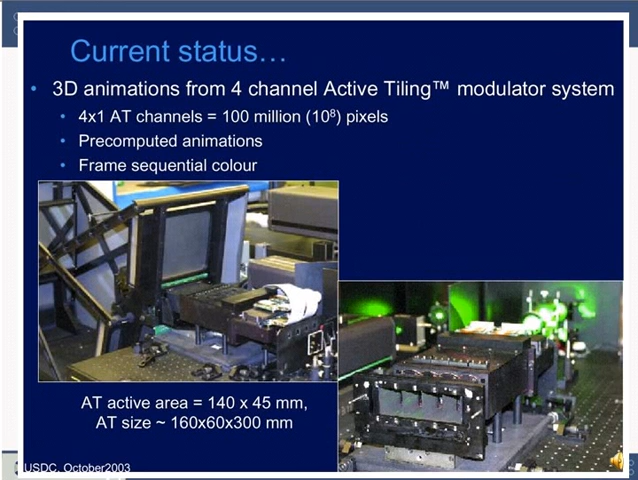 Current status…
• 3D animations from 4 channel Active Tiling™ modulator system
• 4x1 AT channels = 100 million (10⁸) pixels
• Precomputed animations
• Frame sequential colour
AT active area = 140 x 45 mm,
AT size ~ 160x60x300 mm
USDC, October2003